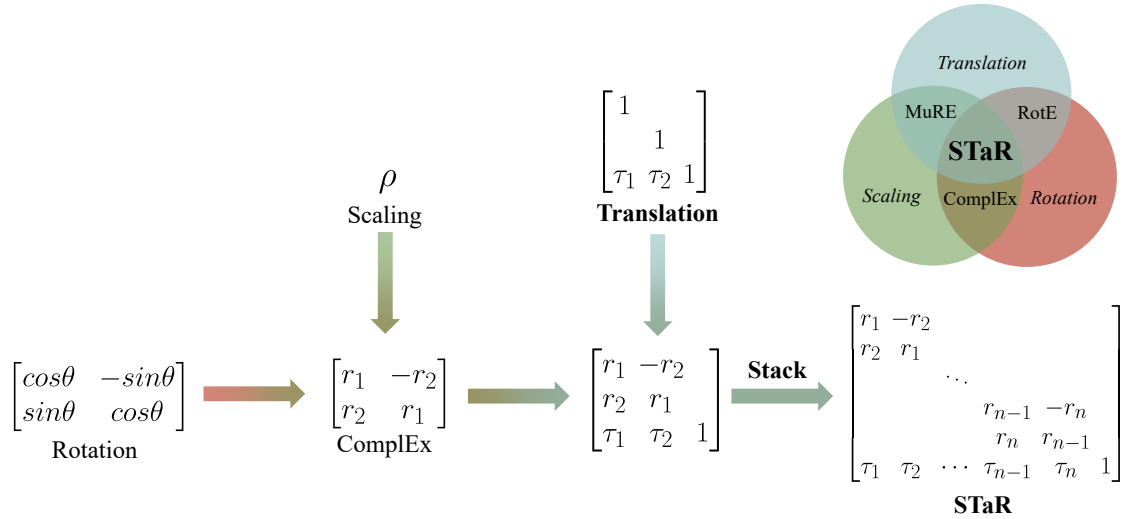 Translation
MuRE RotE
STaR
Scaling ComplEx Rotation
ρ
Scaling
1
1
τ₁ τ₂ 1
Translation
cosθ −sinθ
sinθ cosθ
Rotation
r₁ −r₂
r₂ r₁
ComplEx
r₁ −r₂
r₂ r₁
τ₁ τ₂ 1
Stack
r₁ −r₂
r₂ r₁
⋯
rₙ₋₁ −rₙ
rₙ rₙ₋₁
τ₁ τ₂ ⋯ τₙ₋₁ τₙ 1
STaR